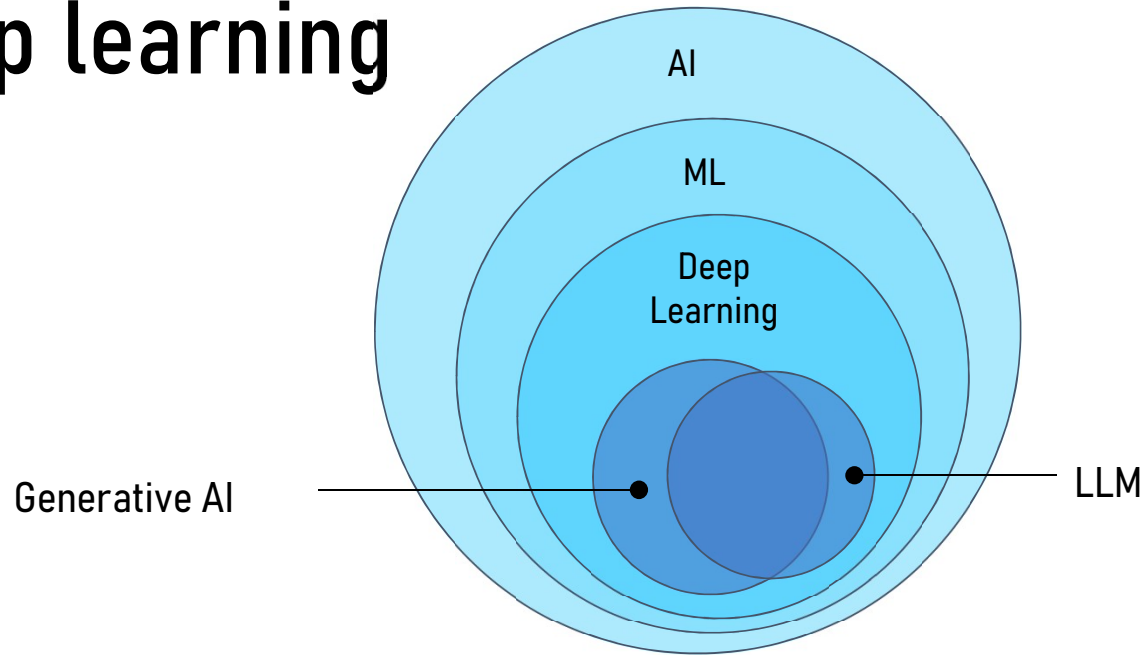 p learning
AI
ML
Deep
Learning
Generative AI
LLM